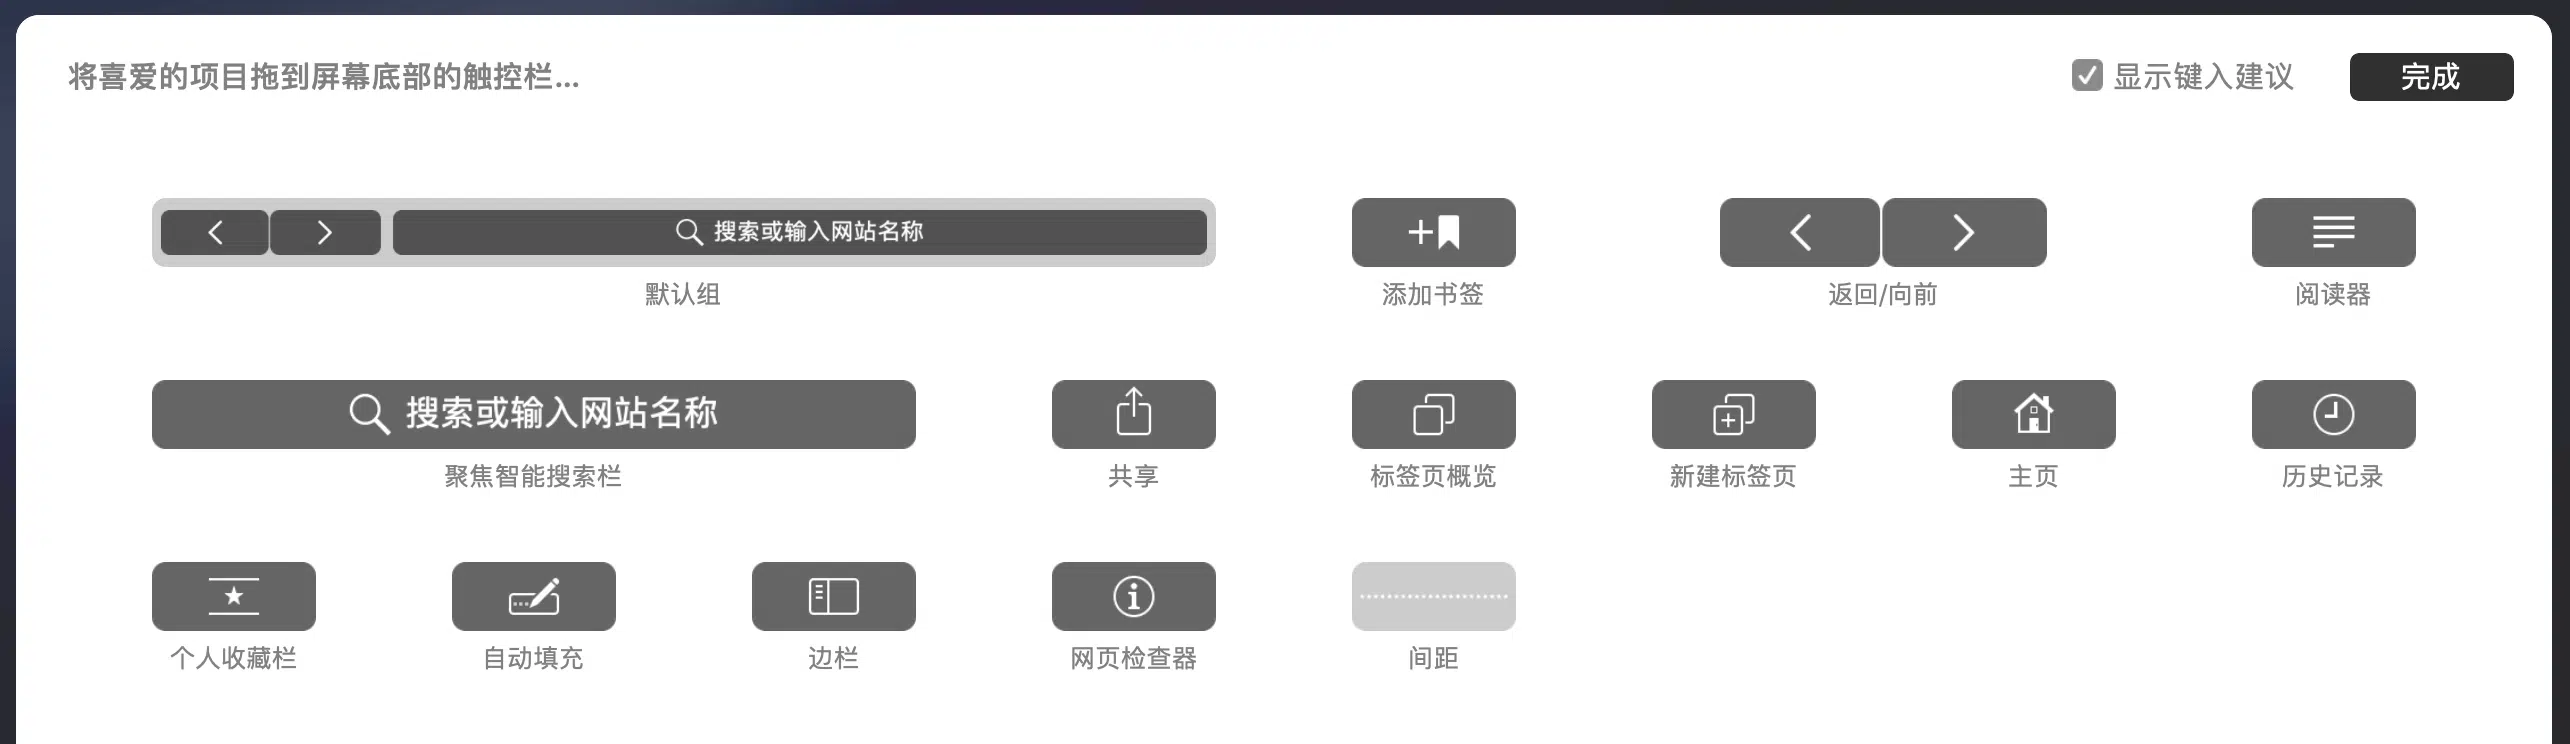 将喜爱的项目拖到屏幕底部的触控栏...
显示键入建议
完成
搜索或输入网站名称
默认组
添加书签
返回/向前
阅读器
搜索或输入网站名称
聚焦智能搜索栏
共享
标签页概览
新建标签页
主页
历史记录
个人收藏栏
自动填充
边栏
网页检查器
间距